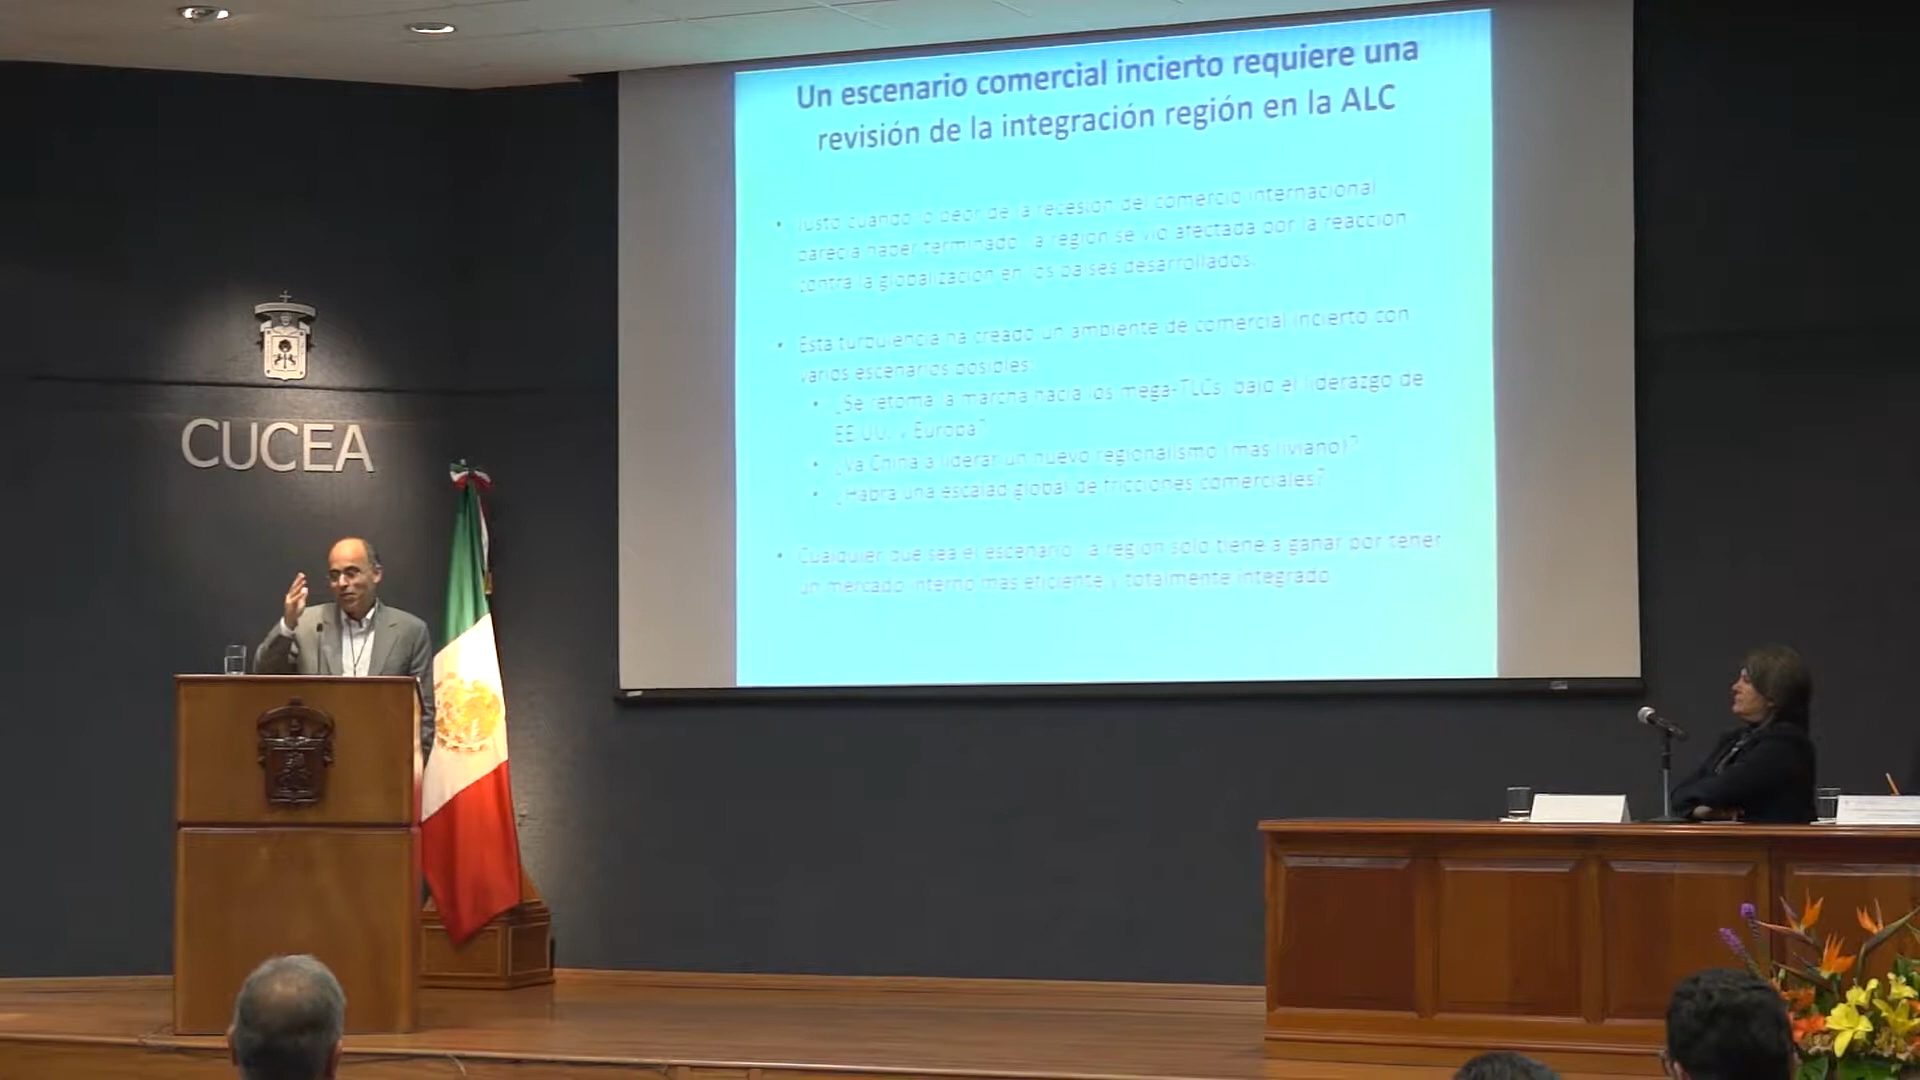 Un escenario comercial incierto requiere una
revisión de la integración región en la ALC
Justo cuando lo peor de la recesión del comercio internacional
parecía haber terminado, la región se vio afectada por la reacción
contra la globalización en los países desarrollados.
Esta turbulencia ha creado un ambiente de comercial incierto con
varios escenarios posibles:
¿Se retoma la marcha hacia los mega-TLCs, bajo el liderazgo de
EE.UU. y Europa?
¿Va China a liderar un nuevo regionalismo (mas liviano)?
¿Habrá una escalad global de fricciones comerciales?
Cualquier que sea el escenario, la región solo tiene a ganar por tener
un mercado interno mas eficiente y totalmente integrado
CUCEA